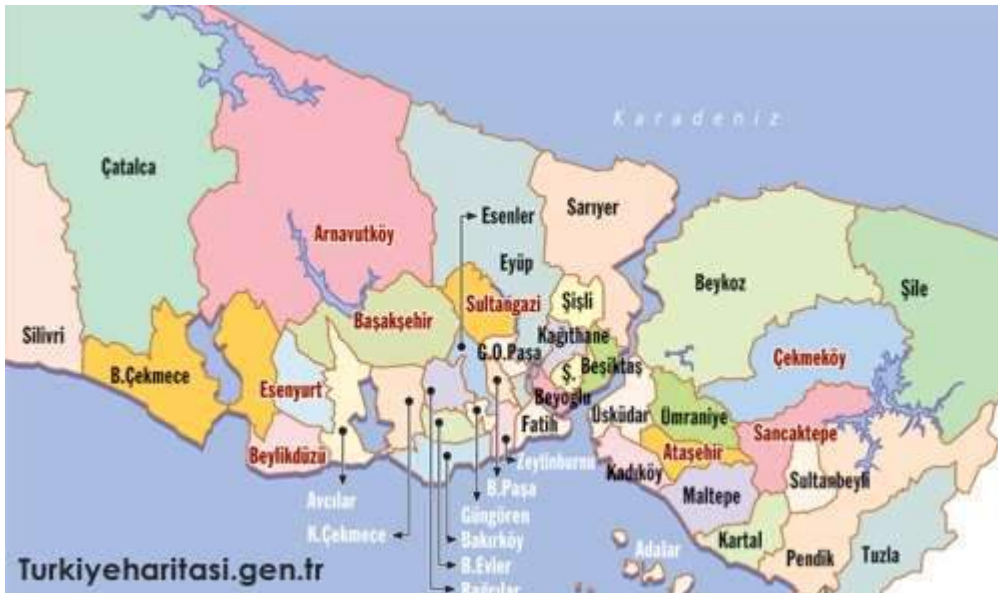 Karadeniz
Çatalca
Sarıyer
Esenler
Arnavutköy
Eyüp
Beykoz
Şile
Silivri
Başakşehir
Sultangazi
Şişli
Kağıthane
B.Çekmece
G.O.Paşa
Beşiktaş
Çekmeköy
Ş.
Esenyurt
Beyoğlu
Üsküdar
Ümraniye
Fatih
Sancaktepe
Beylikdüzü
Zeytinburnu
Kadıköy
Ataşehir
Sultanbeyli
Avcılar
B.Paşa
Maltepe
Güngören
K.Çekmece
Bakırköy
Kartal
Adalar
Pendik
Tuzla
B.Evler
Bağcılar
Turkiyeharitasi.gen.tr